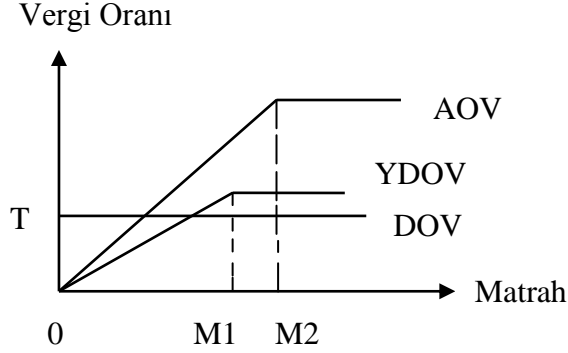 Vergi Oranı
AOV
YDOV
T
DOV
Matrah
0 M1 M2